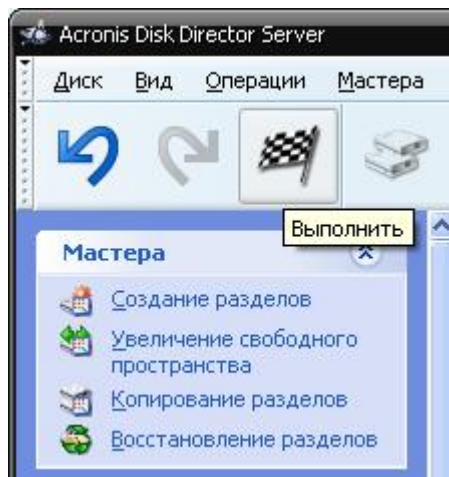 Acronis Disk Director Server
Диск Вид Операции Мастера
Выполнить
Мастера
Создание разделов
Увеличение свободного
пространства
Копирование разделов
Восстановление разделов